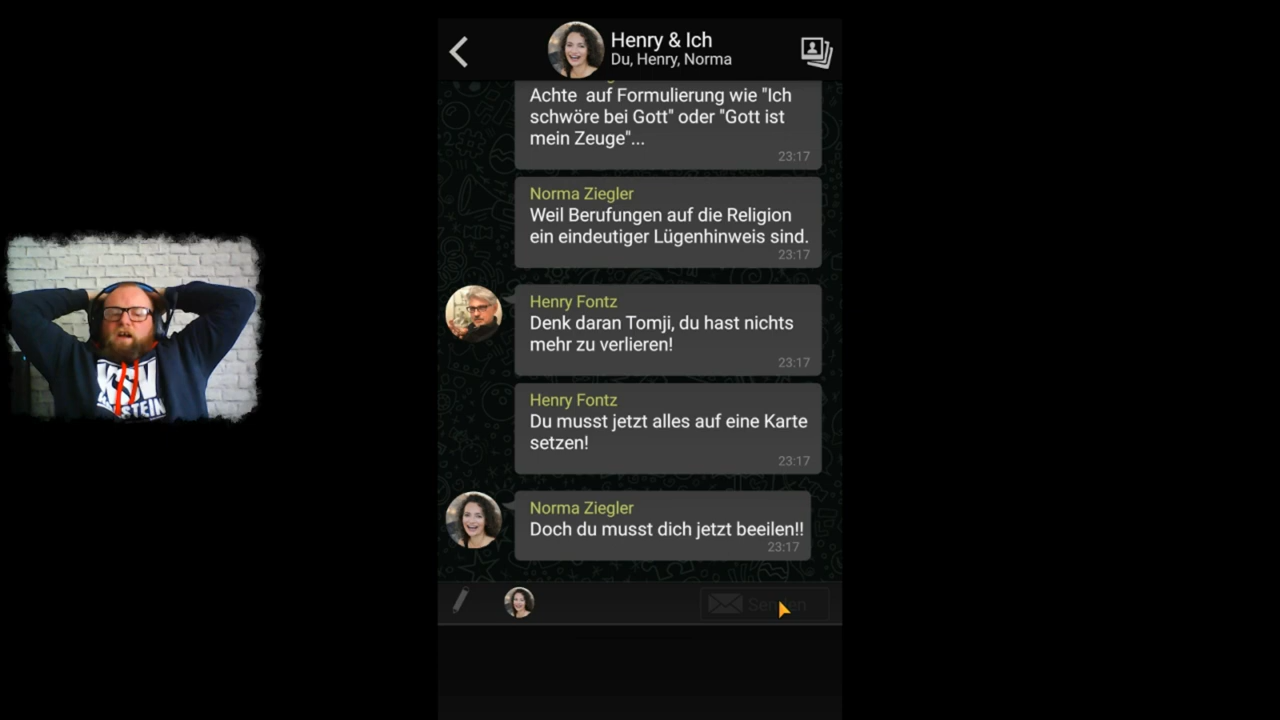 Henry & Ich
Du, Henry, Norma
Achte  auf Formulierung wie "Ich
schwöre bei Gott" oder "Gott ist
mein Zeuge"...
23:17
Norma Ziegler
Weil Berufungen auf die Religion
ein eindeutiger Lügenhinweis sind.
23:17
Henry Fontz
Denk daran Tomji, du hast nichts
mehr zu verlieren!
23:17
Henry Fontz
Du musst jetzt alles auf eine Karte
setzen!
23:17
Norma Ziegler
Doch du musst dich jetzt beeilen!!
23:17
Senden